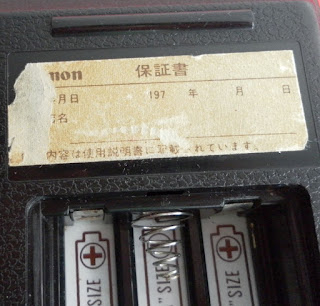 non 保証書
年月日 197 年 月 日
名
内容は使用説明書に記載されています。
+ +
"SIZE "SIZE